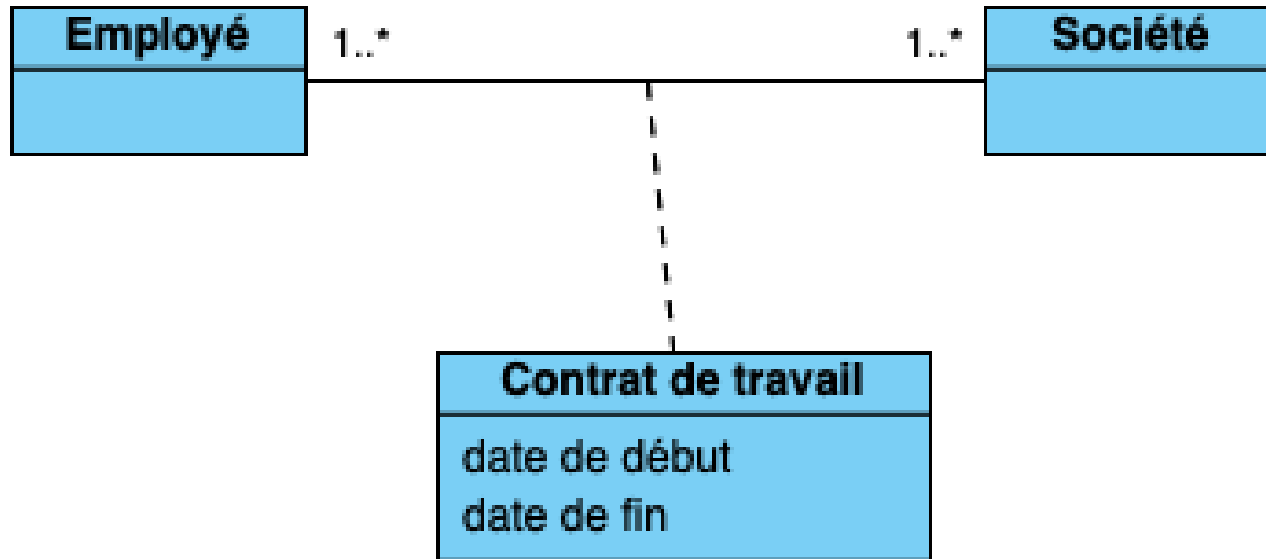 Employé
1..*
1..*
Société
Contrat de travail
date de début
date de fin